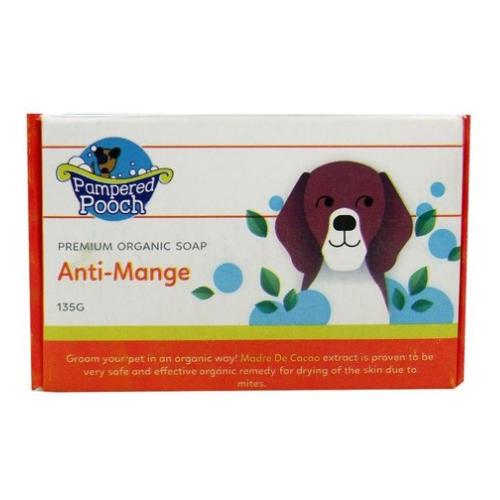 Pampered
Pooch
PREMIUM ORGANIC SOAP
Anti-Mange
135G
Groom your pet in an organic way! Madre De Cacao extract is proven to be
very safe and effective organic remedy for drying of the skin due to
mites.